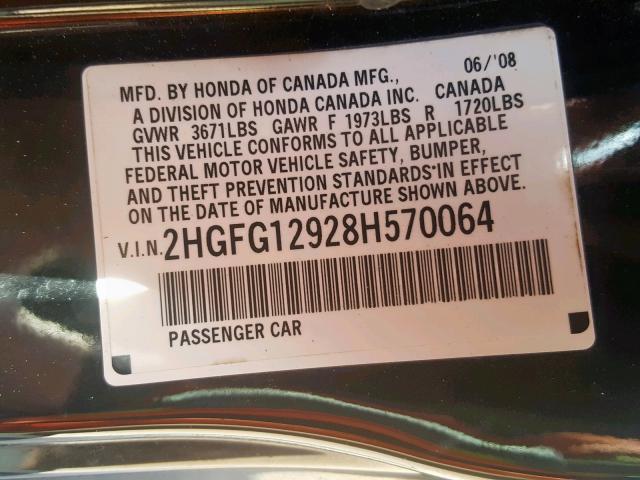 06/'08
MFD. BY HONDA OF CANADA MFG.,
A DIVISION OF HONDA CANADA INC. CANADA
GVWR 3671LBS GAWR F 1973LBS R 1720LBS
THIS VEHICLE CONFORMS TO ALL APPLICABLE
FEDERAL MOTOR VEHICLE SAFETY, BUMPER,
AND THEFT PREVENTION STANDARDS IN EFFECT
ON THE DATE OF MANUFACTURE SHOWN ABOVE.
V.I.N. 2HGFG12928H570064
PASSENGER CAR